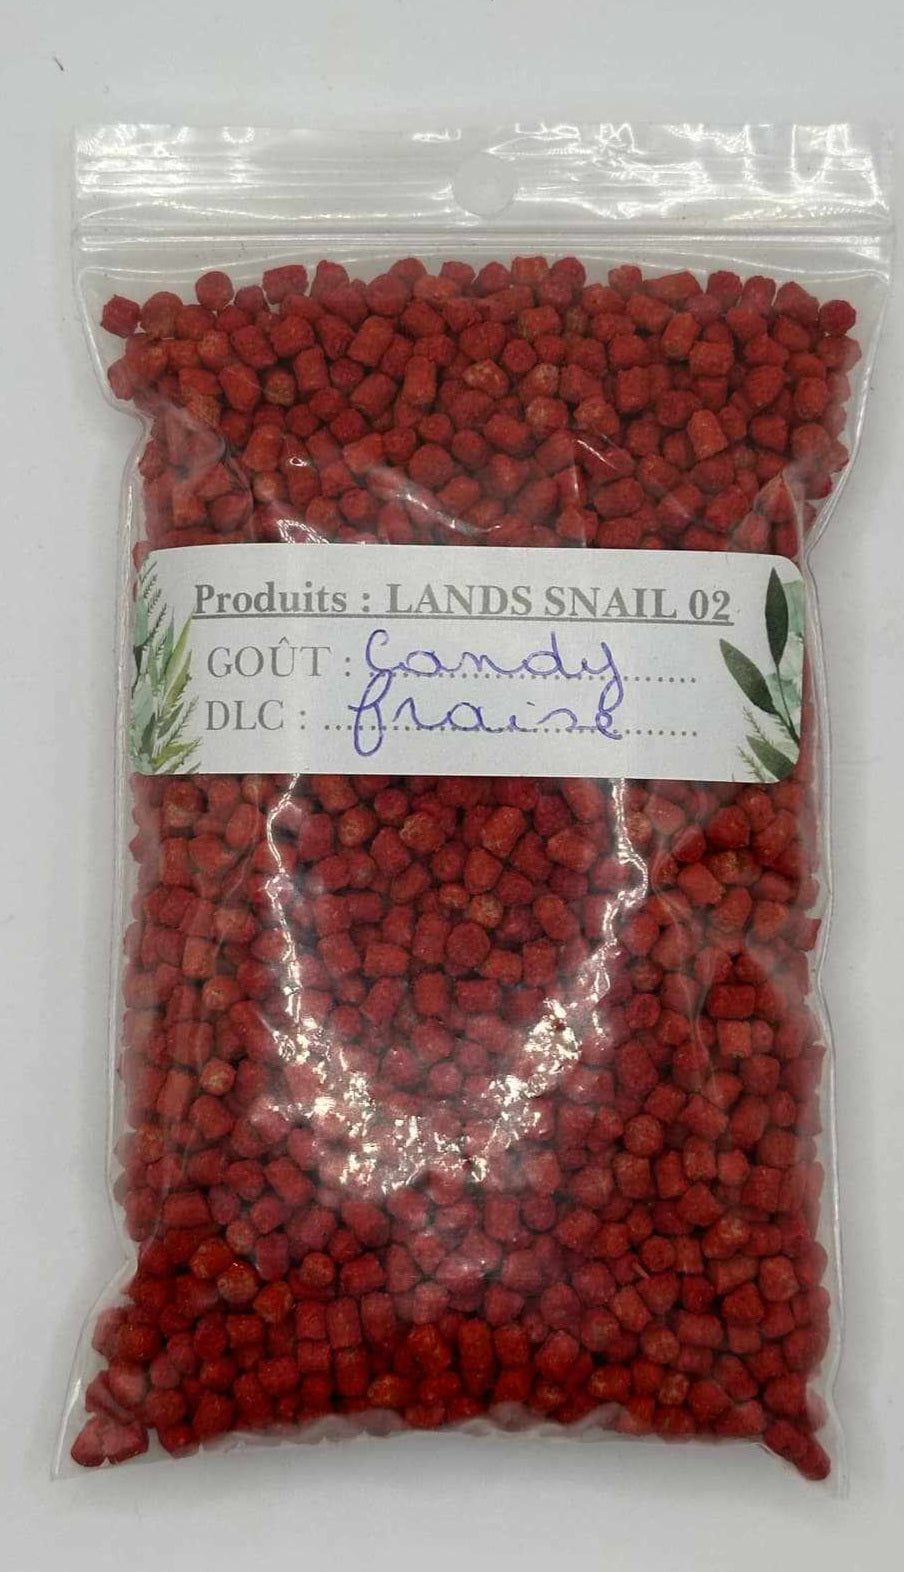 Produits : LANDS SNAIL 02
GOÛT : Candy
DLC : fraise